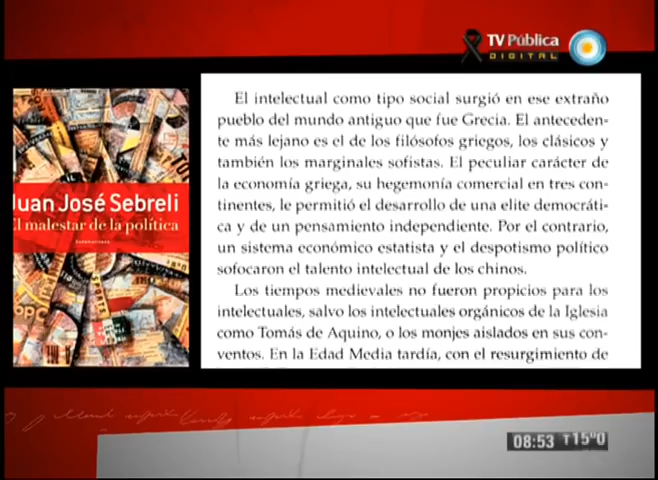 TV Pública
DIGITAL
Juan José Sebreli
El malestar de la política
El intelectual como tipo social surgió en ese extraño
pueblo del mundo antiguo que fue Grecia. El anteceden-
te más lejano es el de los filósofos griegos, los clásicos y
también los marginales sofistas. El peculiar carácter de
la economía griega, su hegemonía comercial en tres con-
tinentes, le permitió el desarrollo de una elite democráti-
ca y de un pensamiento independiente. Por el contrario,
un sistema económico estatista y el despotismo político
sofocaron el talento intelectual de los chinos.
Los tiempos medievales no fueron propicios para los
intelectuales, salvo los intelectuales orgánicos de la Iglesia
como Tomás de Aquino, o los monjes aislados en sus con-
ventos. En la Edad Media tardía, con el resurgimiento de
08:53 T15°0